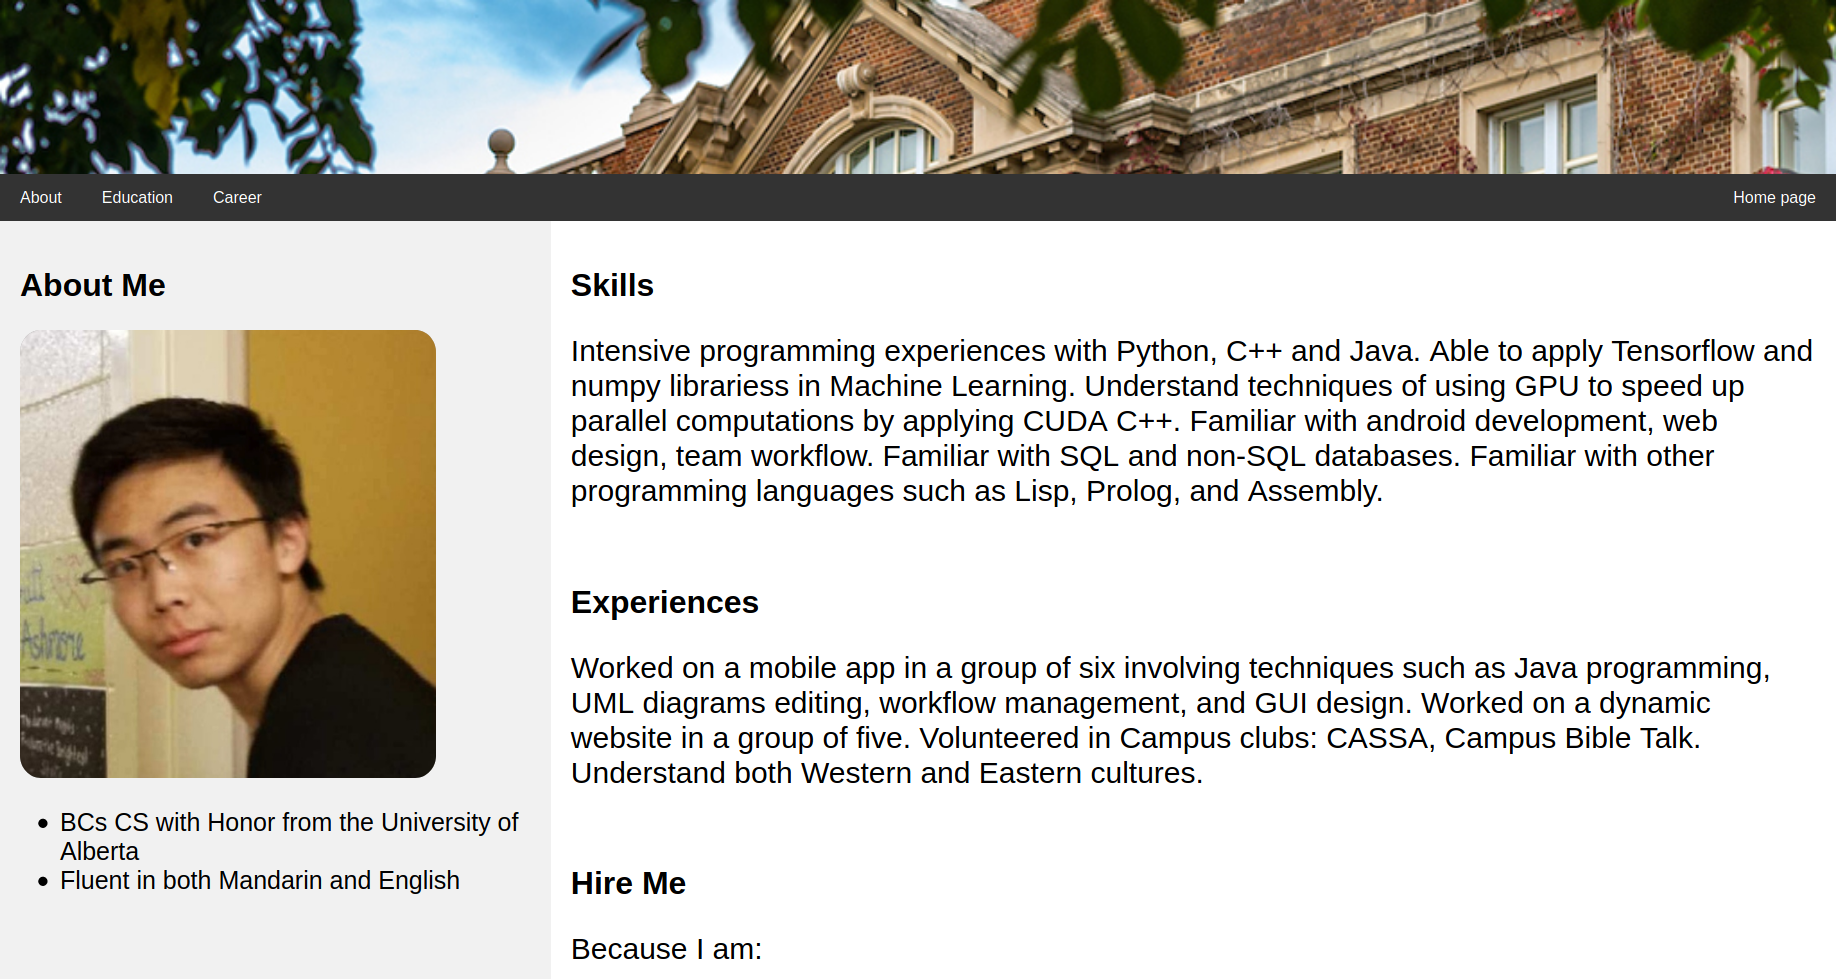 About
Education
Career
Home page
About Me
Ashmore
BCs CS with Honor from the University of
Alberta
Fluent in both Mandarin and English
Skills
Intensive programming experiences with Python, C++ and Java. Able to apply Tensorflow and
numpy librariess in Machine Learning. Understand techniques of using GPU to speed up
parallel computations by applying CUDA C++. Familiar with android development, web
design, team workflow. Familiar with SQL and non-SQL databases. Familiar with other
programming languages such as Lisp, Prolog, and Assembly.
Experiences
Worked on a mobile app in a group of six involving techniques such as Java programming,
UML diagrams editing, workflow management, and GUI design. Worked on a dynamic
website in a group of five. Volunteered in Campus clubs: CASSA, Campus Bible Talk.
Understand both Western and Eastern cultures.
Hire Me
Because I am: